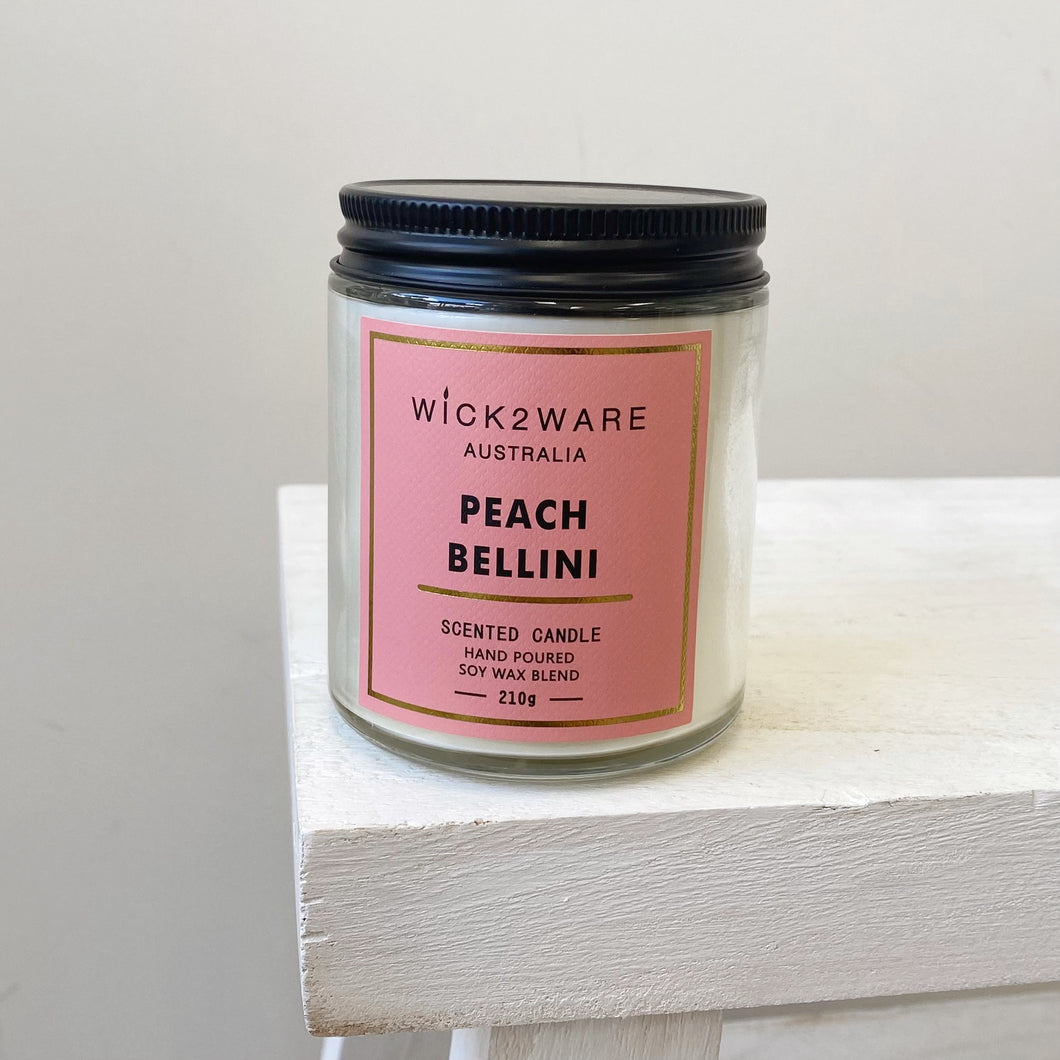 WiCK2WARE
AUSTRALIA
PEACH
BELLINI
SCENTED CANDLE
HAND POURED
SOY WAX BLEND
210g